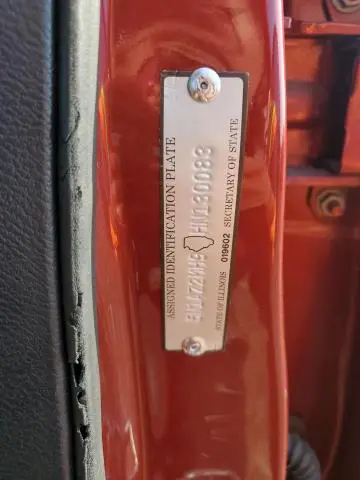 ASSIGNED IDENTIFICATION PLATE
HN130083
STATE OF ILLINOIS 019602 SECRETARY OF STATE